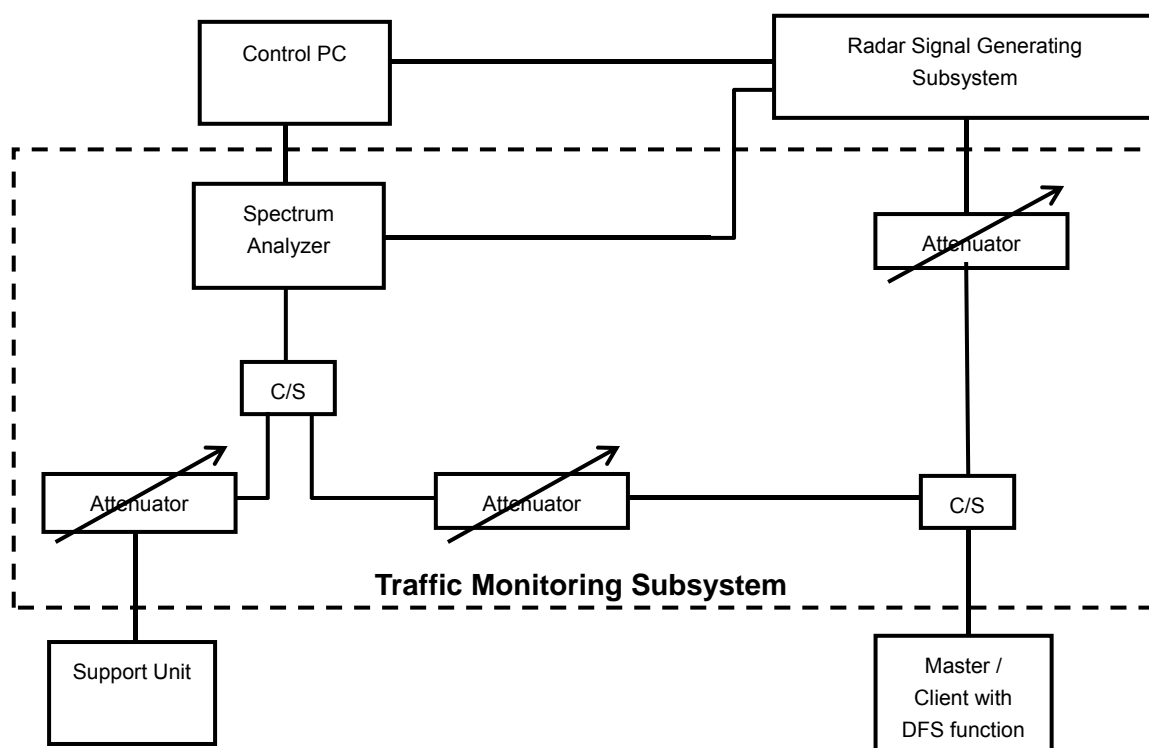 Control PC
Radar Signal Generating
Subsystem
Spectrum
Analyzer
Attenuator
C/S
Attenuator
Attenuator
C/S
Traffic Monitoring Subsystem
Support Unit
Master /
Client with
DFS function